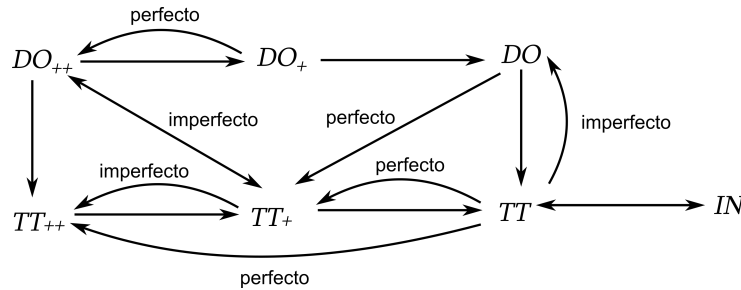 perfecto
DO++ DO+ DO
imperfecto perfecto imperfecto
imperfecto perfecto
TT++ TT+ TT IN
perfecto